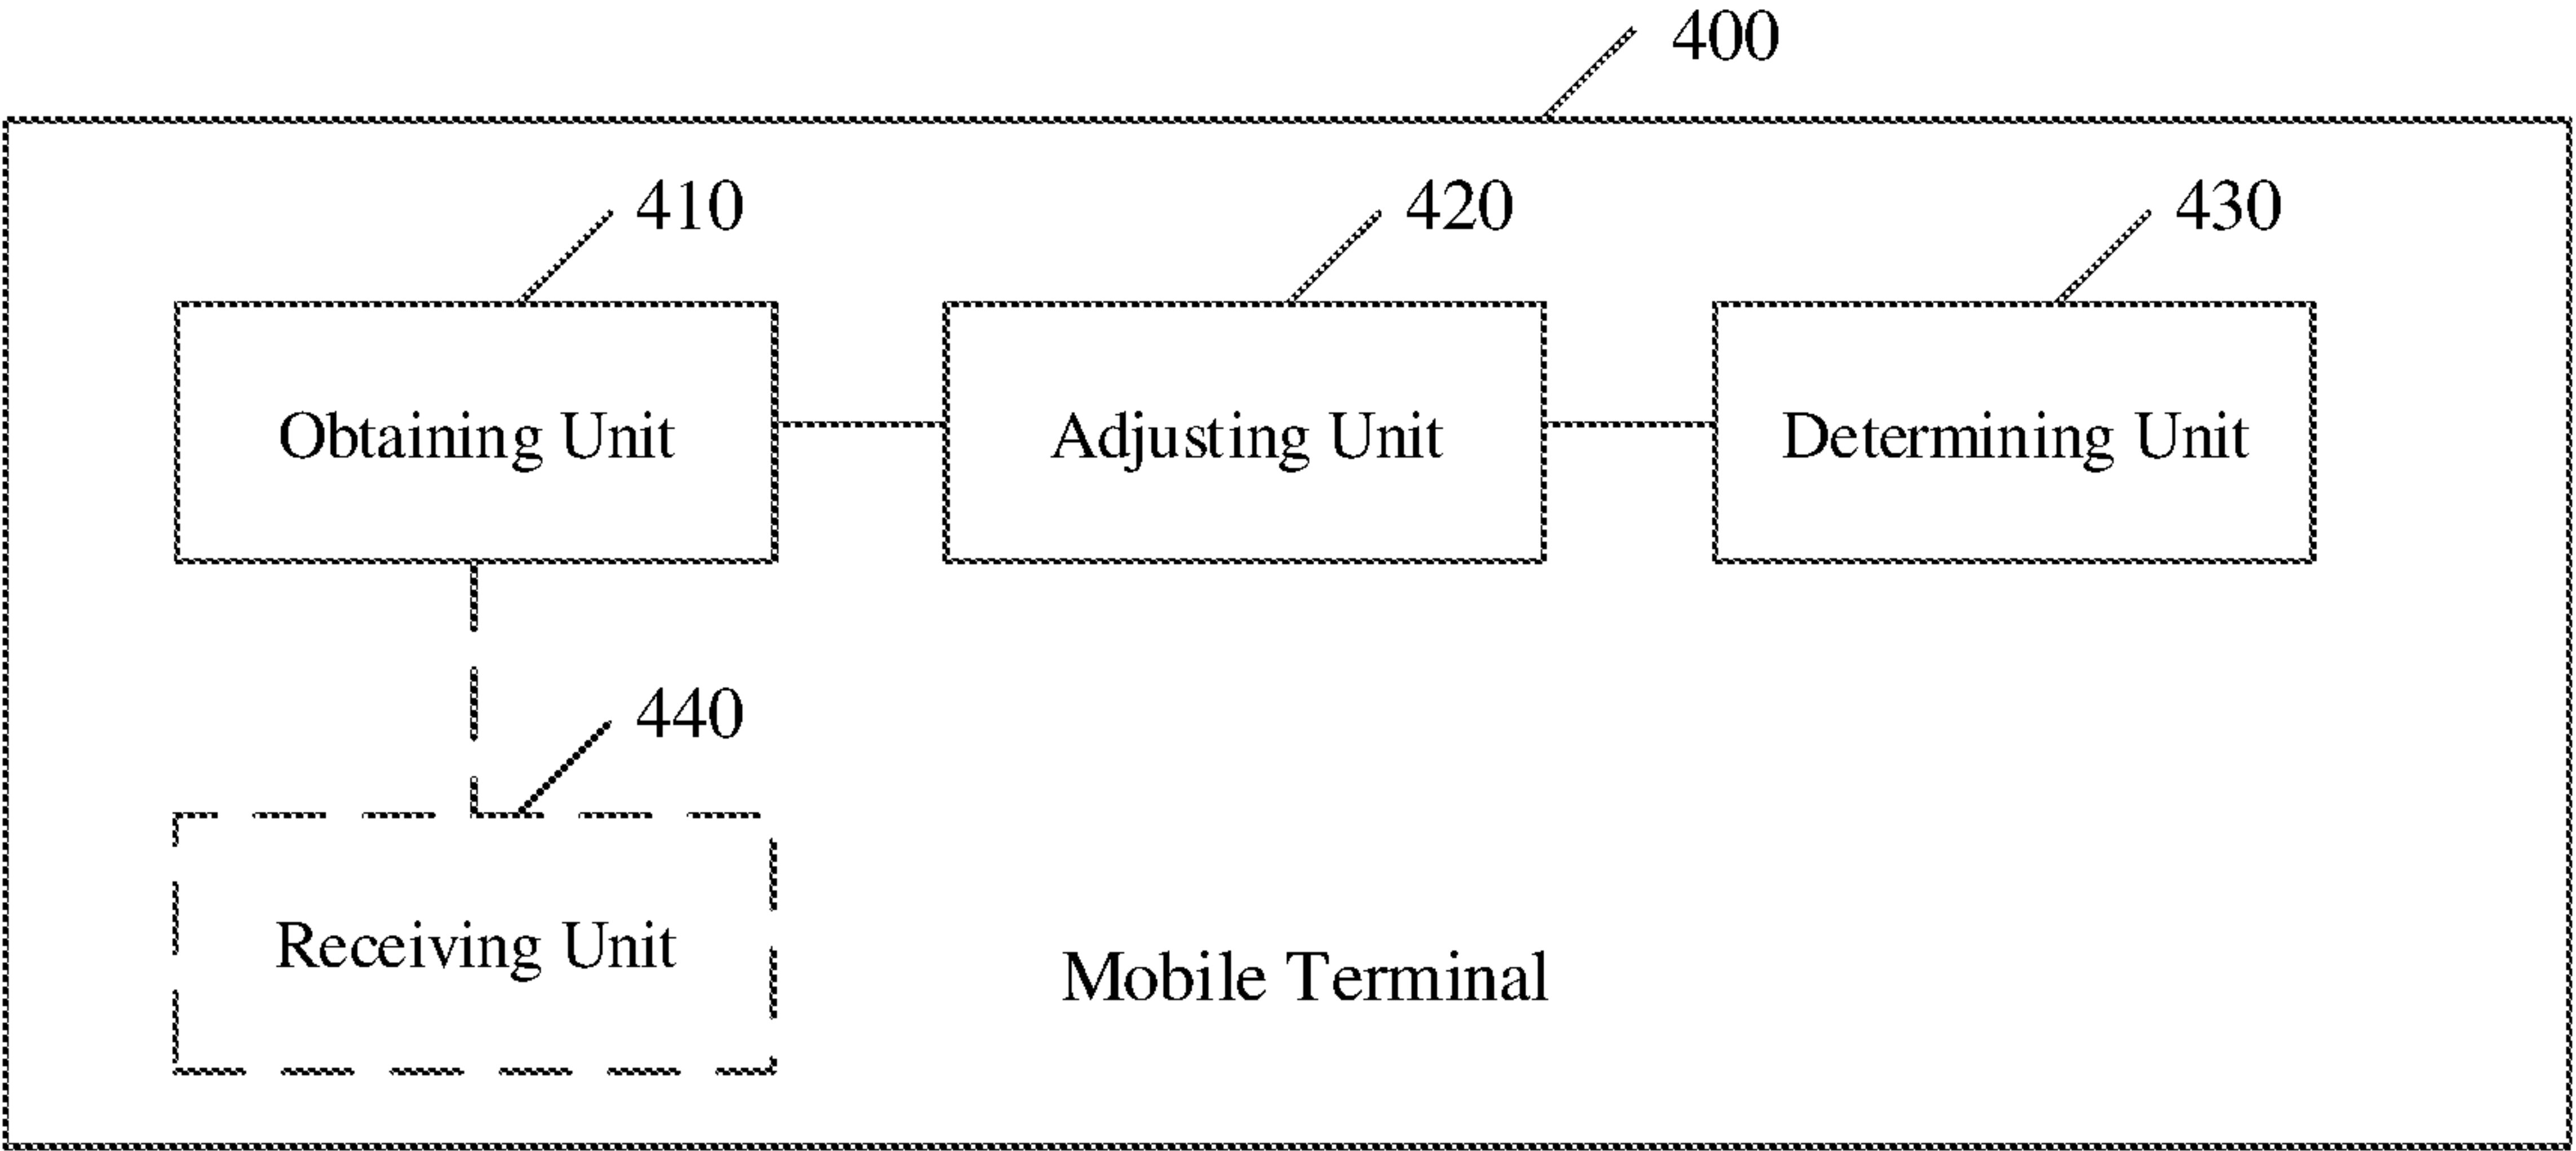 400
410
420
430
Obtaining Unit
Adjusting Unit
Determining Unit
440
Receiving Unit
Mobile Terminal